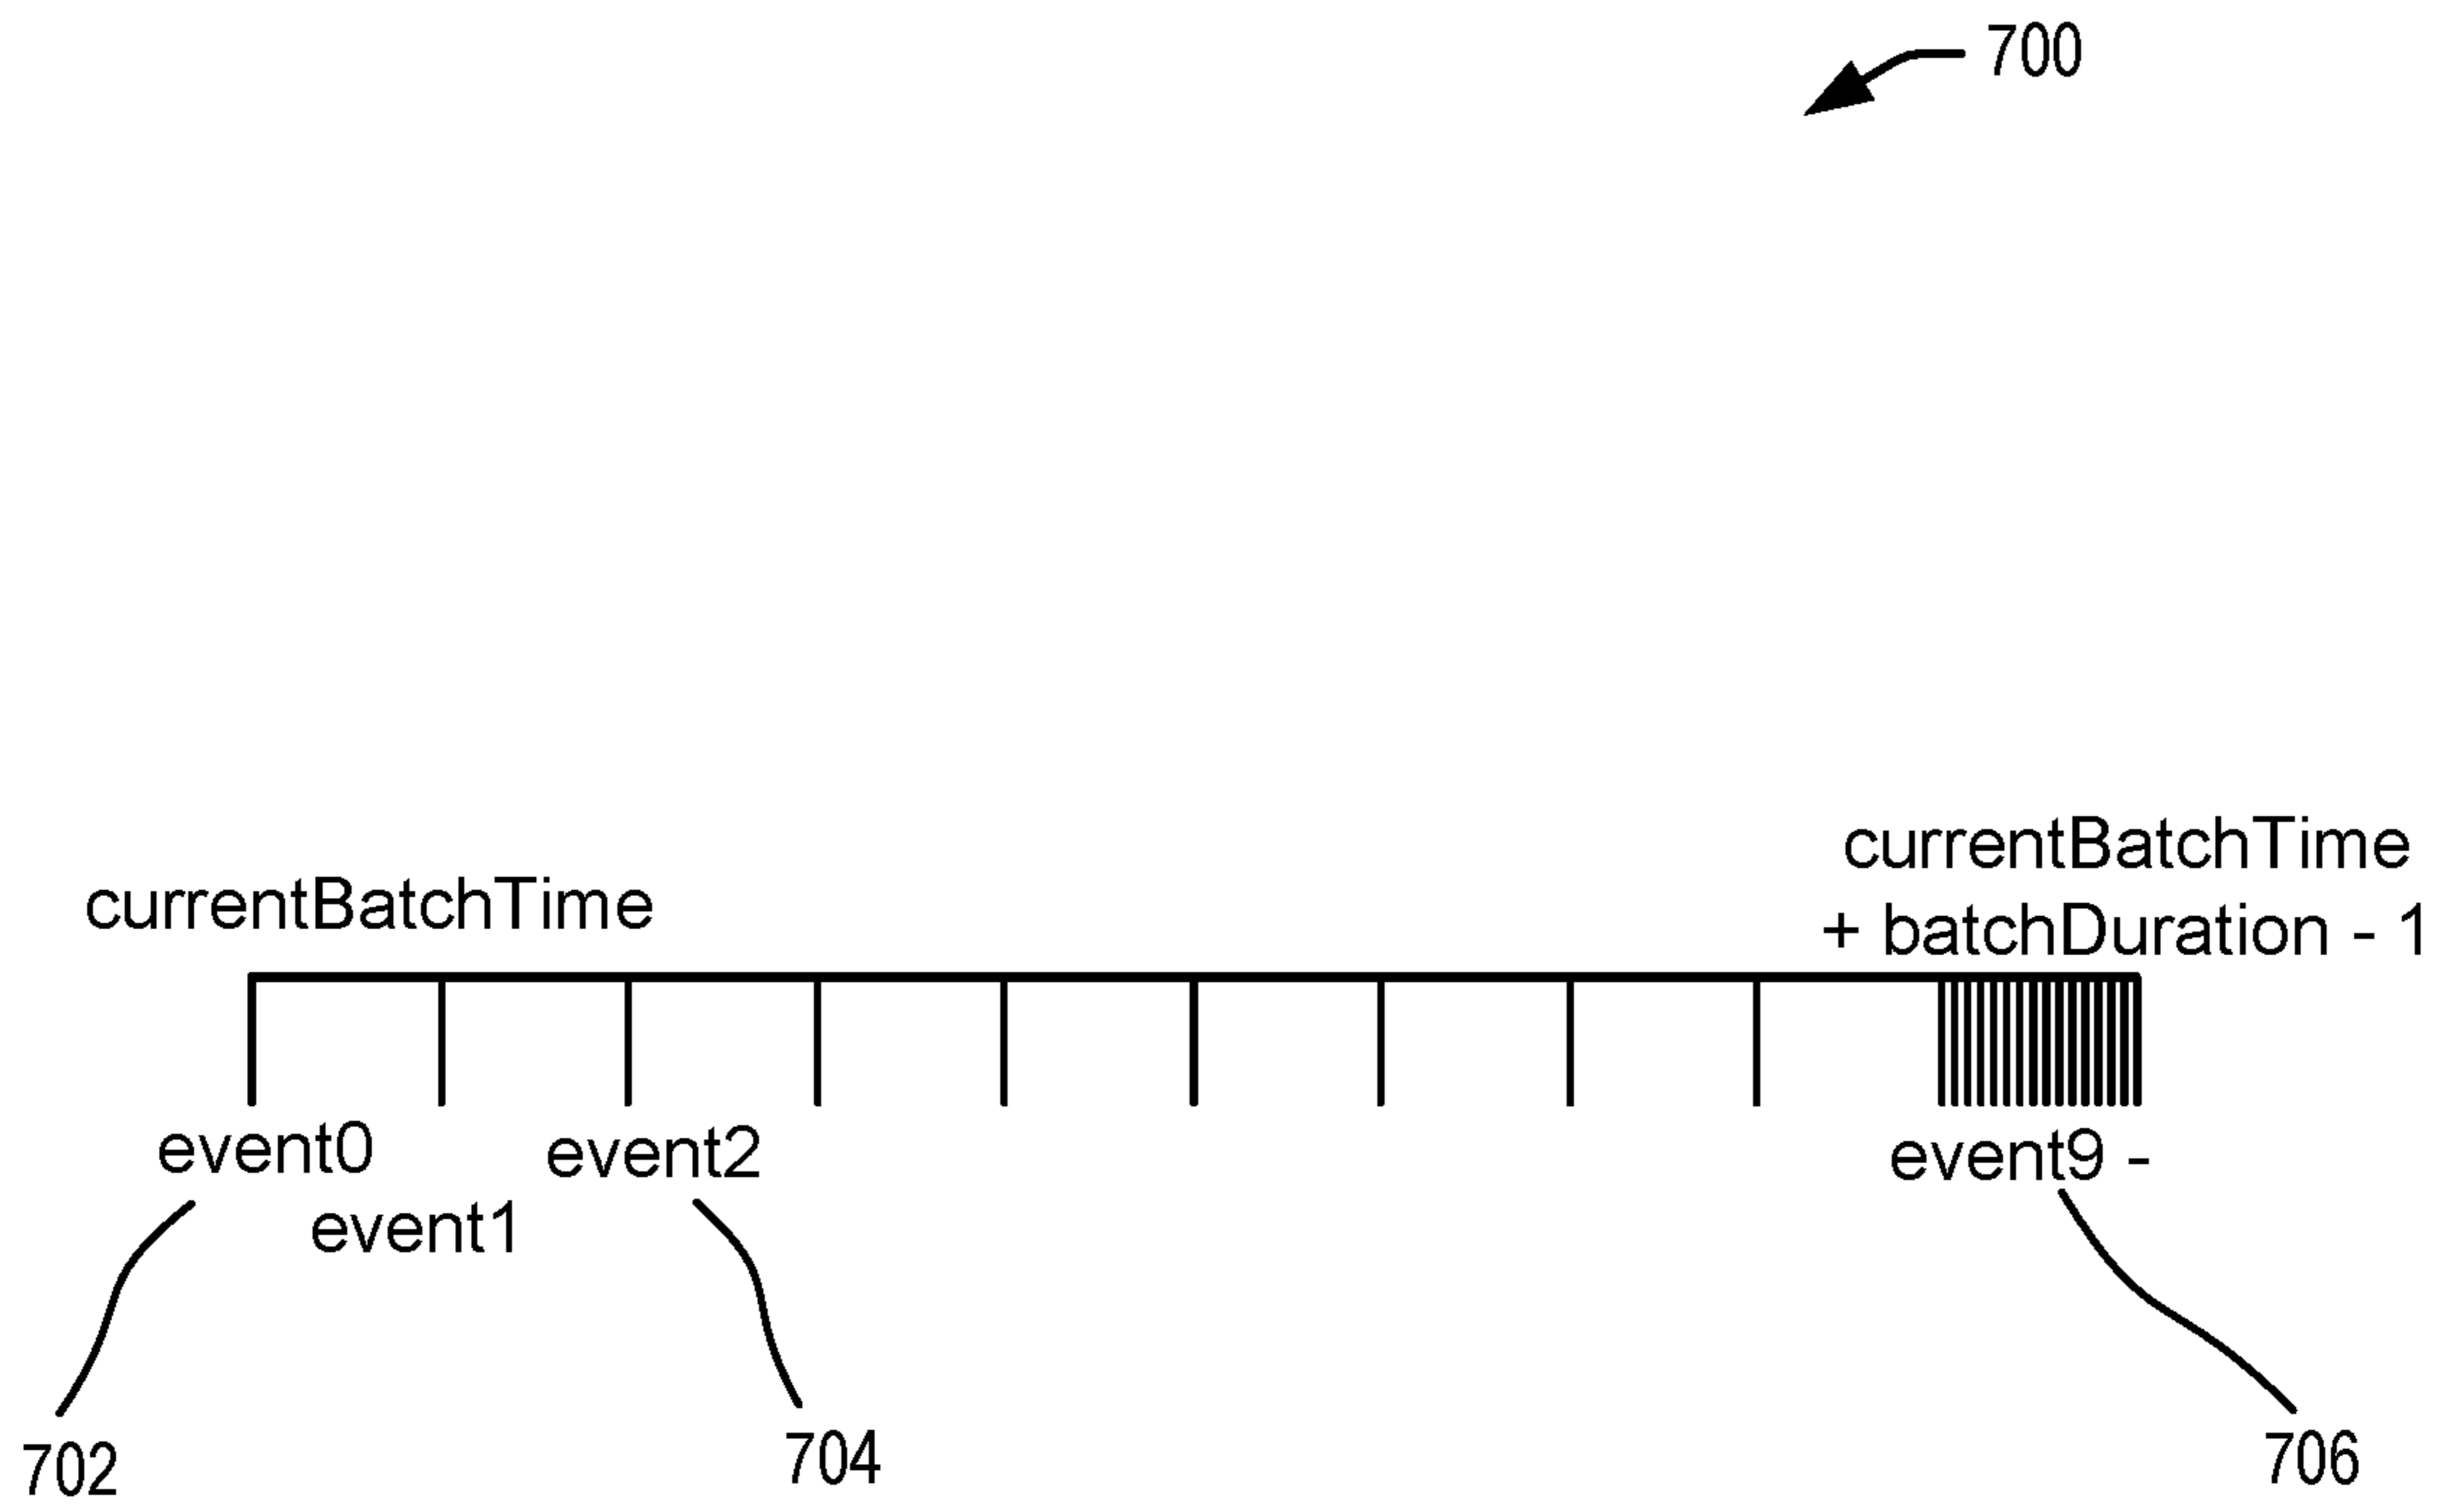 700
currentBatchTime
currentBatchTime
+ batchDuration - 1
event0
event1
event2
event9 -
702
704
706